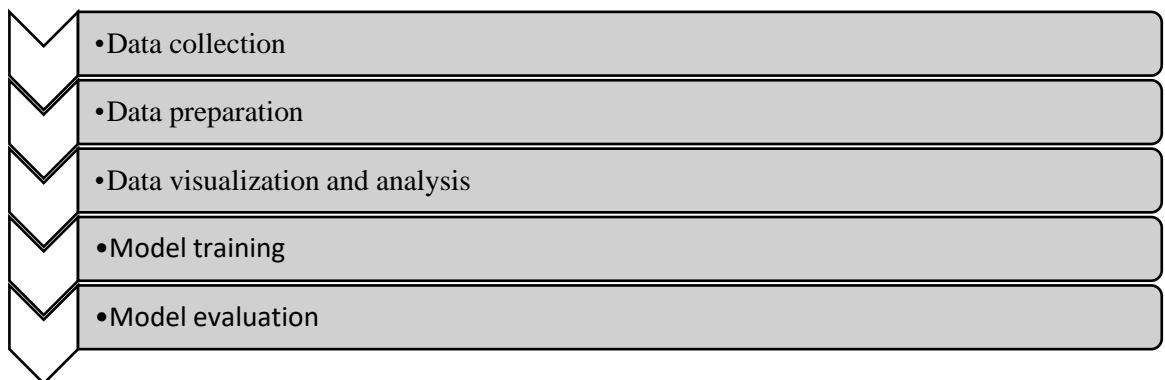 •Data collection
•Data preparation
•Data visualization and analysis
•Model training
•Model evaluation